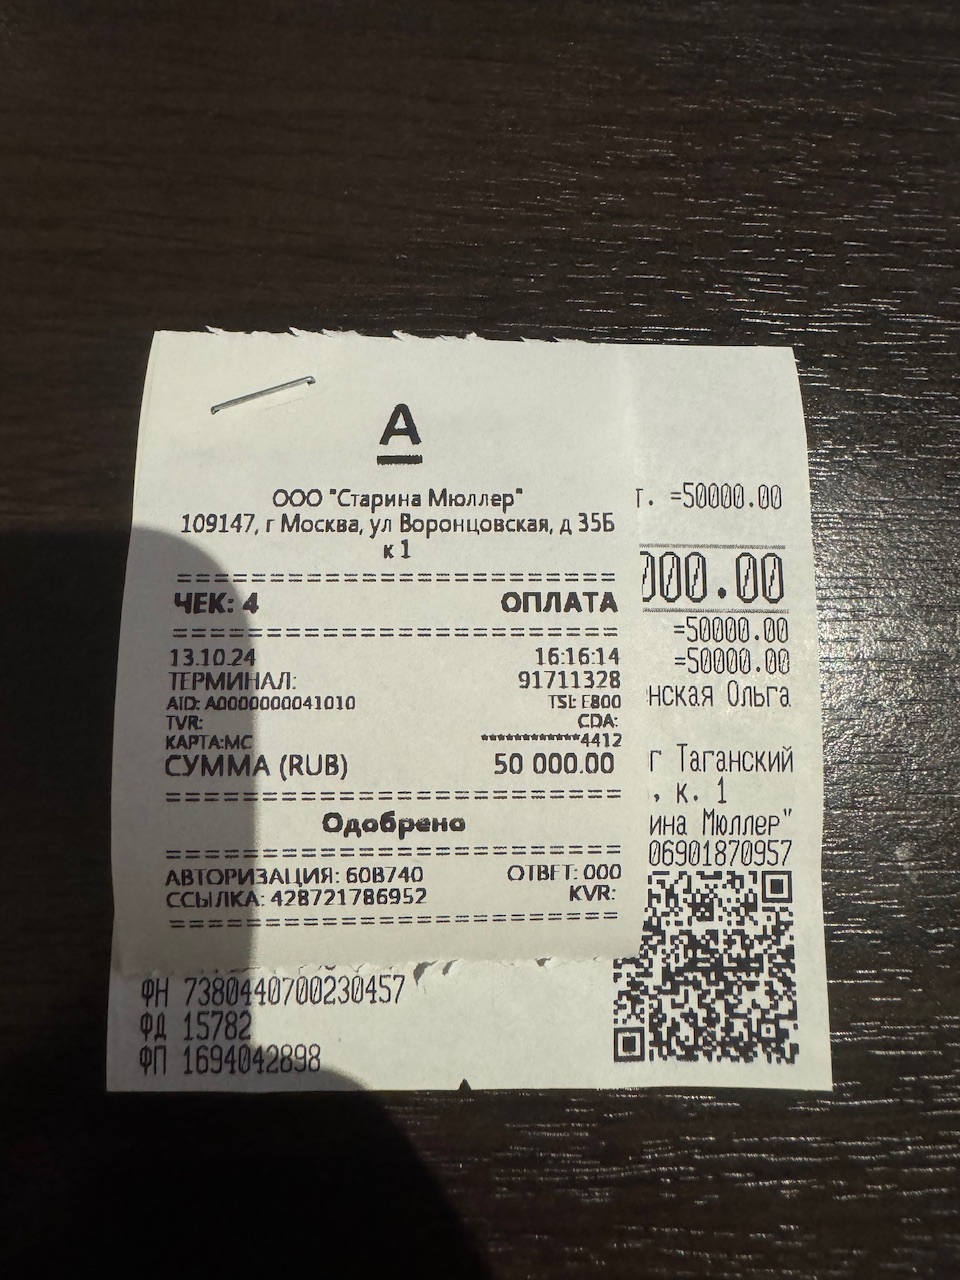 А
ООО "Старина Мюллер"
109147, г Москва, ул Воронцовская, д 35Б
к 1
ЧЕК: 4 ОПЛАТА
13.10.24 16:16:14
ТЕРМИНАЛ: 91711328
AID: A0000000041010 TSI: E800
TVR: CDA:
КАРТА:MC ************4412
СУММА (RUB) 50 000.00
Одобрено
АВТОРИЗАЦИЯ: 60B740 ОТВЕТ: 000
ССЫЛКА: 428721786952 KVR:
т. =50000.00
000.00
=50000.00
=50000.00
нская Ольга
г Таганский
, к. 1
ина Мюллер"
06901870957
ФН 7380440700230457
ФД 15782
ФП 1694042898